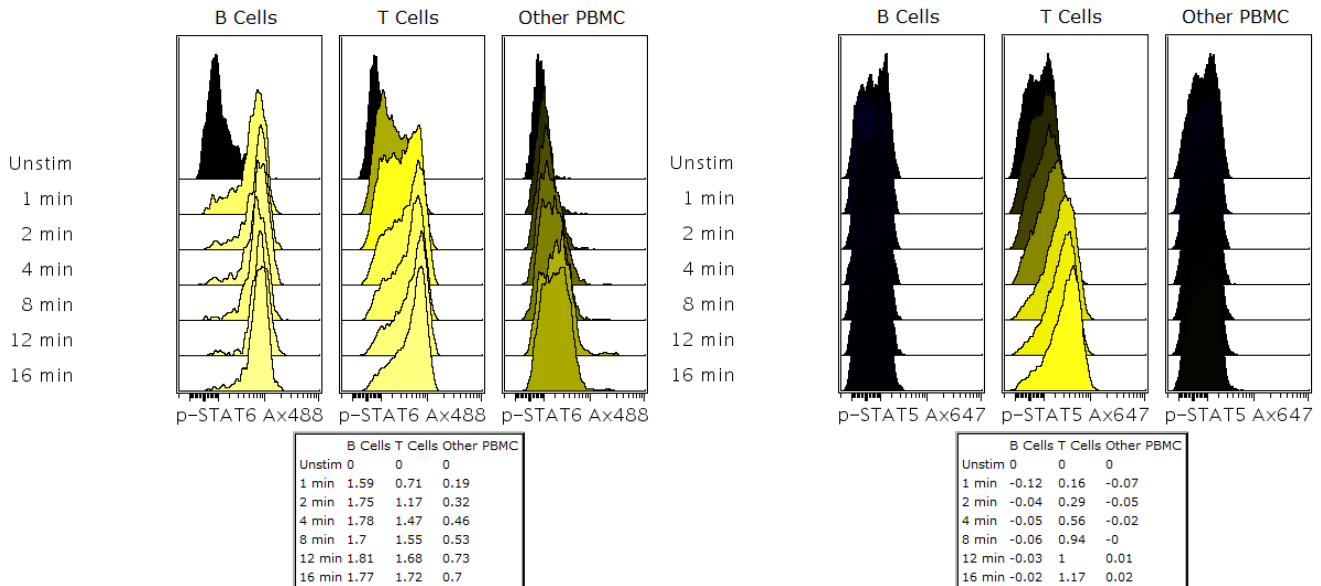 B Cells T Cells Other PBMC
Unstim
1 min
2 min
4 min
8 min
12 min
16 min
p-STAT6 Ax488 p-STAT6 Ax488 p-STAT6 Ax488
B Cells T Cells Other PBMC
Unstim 0 0 0
1 min 1.59 0.71 0.19
2 min 1.75 1.17 0.32
4 min 1.78 1.47 0.46
8 min 1.7 1.55 0.53
12 min 1.81 1.68 0.73
16 min 1.77 1.72 0.7
B Cells T Cells Other PBMC
Unstim
1 min
2 min
4 min
8 min
12 min
16 min
p-STAT5 Ax647 p-STAT5 Ax647 p-STAT5 Ax647
B Cells T Cells Other PBMC
Unstim 0 0 0
1 min -0.12 0.16 -0.07
2 min -0.04 0.29 -0.05
4 min -0.05 0.56 -0.02
8 min -0.06 0.94 -0
12 min -0.03 1 0.01
16 min -0.02 1.17 0.02